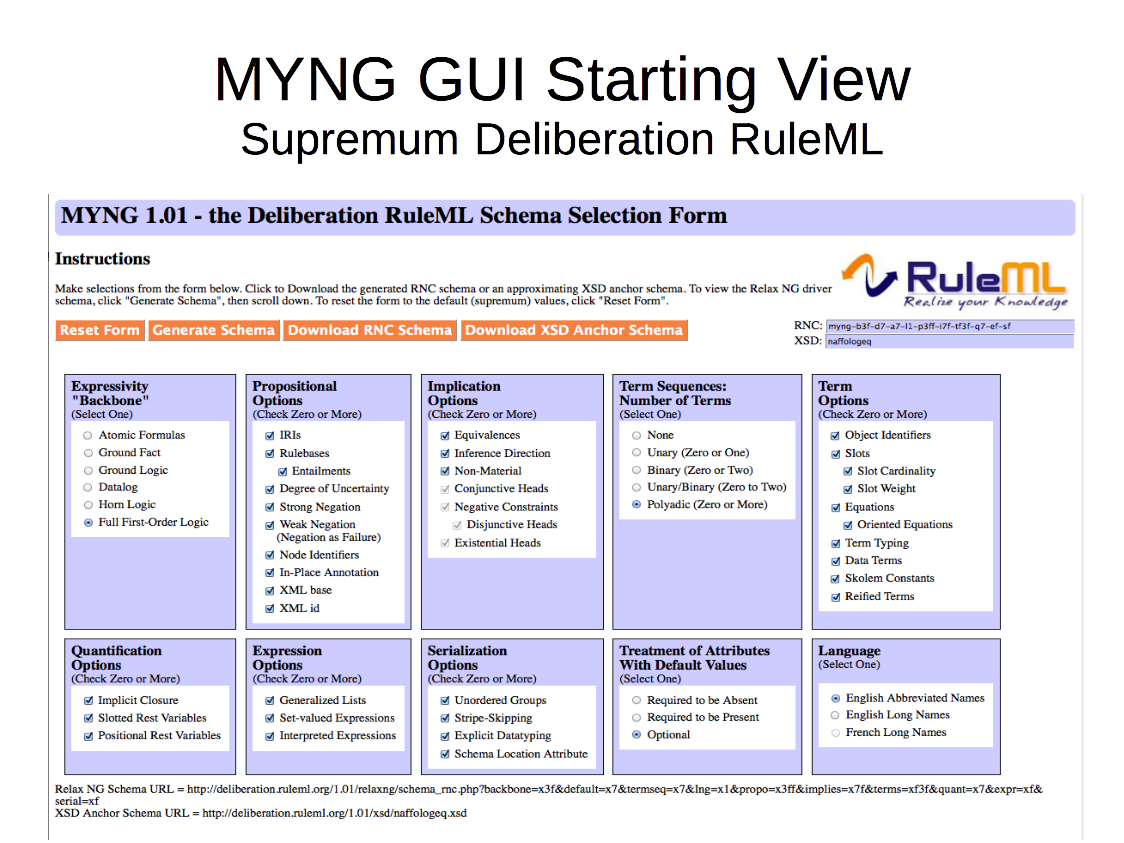 MYNG GUI Starting View
Supremum Deliberation RuleML
MYNG 1.01 - the Deliberation RuleML Schema Selection Form
Instructions
Make selections from the form below. Click to Download the generated RNC schema or an approximating XSD anchor schema. To view the Relax NG driver
schema, click "Generate Schema", then scroll down. To reset the form to the default (supremum) values, click "Reset Form".
RuleML
Realize your Knowledge
Reset Form
Generate Schema
Download RNC Schema
Download XSD Anchor Schema
RNC: myng-b3f-d7-a7-l1-p3ff-i7f-tf3f-q7-ef-sf
XSD: naffologeq
Expressivity
"Backbone"
(Select One)
Atomic Formulas
Ground Fact
Ground Logic
Datalog
Horn Logic
Full First-Order Logic
Propositional
Options
(Check Zero or More)
IRIs
Rulebases
Entailments
Degree of Uncertainty
Strong Negation
Weak Negation
(Negation as Failure)
Node Identifiers
In-Place Annotation
XML base
XML id
Implication
Options
(Check Zero or More)
Equivalences
Inference Direction
Non-Material
Conjunctive Heads
Negative Constraints
Disjunctive Heads
Existential Heads
Term Sequences:
Number of Terms
(Select One)
None
Unary (Zero or One)
Binary (Zero or Two)
Unary/Binary (Zero to Two)
Polyadic (Zero or More)
Term
Options
(Check Zero or More)
Object Identifiers
Slots
Slot Cardinality
Slot Weight
Equations
Oriented Equations
Term Typing
Data Terms
Skolem Constants
Reified Terms
Quantification
Options
(Check Zero or More)
Implicit Closure
Slotted Rest Variables
Positional Rest Variables
Expression
Options
(Check Zero or More)
Generalized Lists
Set-valued Expressions
Interpreted Expressions
Serialization
Options
(Check Zero or More)
Unordered Groups
Stripe-Skipping
Explicit Datatyping
Schema Location Attribute
Treatment of Attributes
With Default Values
(Select One)
Required to be Absent
Required to be Present
Optional
Language
(Select One)
English Abbreviated Names
English Long Names
French Long Names
Relax NG Schema URL = http://deliberation.ruleml.org/1.01/relaxng/schema_rnc.php?backbone=x3f&default=x7&termseq=x7&lng=x1&propo=x3ff&implies=x7f&terms=xf3f&quant=x7&expr=xf&
serial=xf
XSD Anchor Schema URL = http://deliberation.ruleml.org/1.01/xsd/naffologeq.xsd